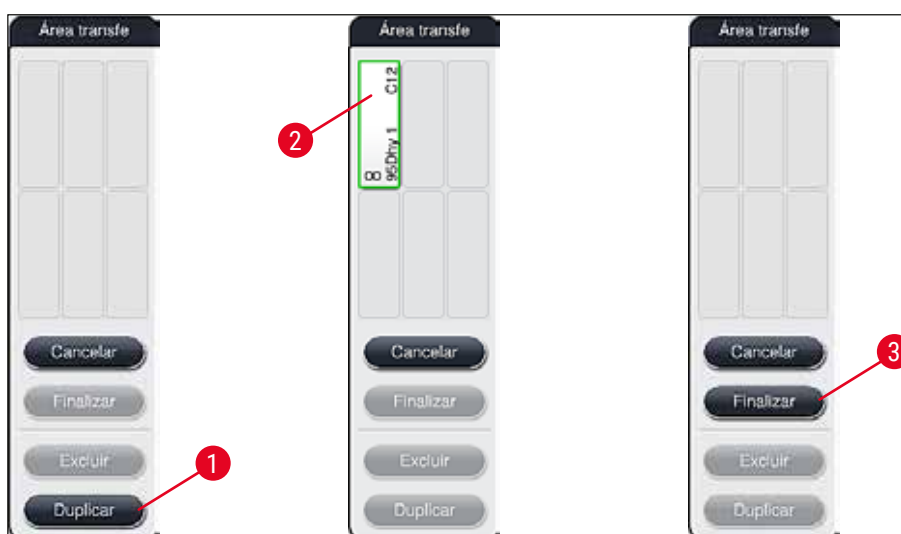 Área transfe
Cancelar
Finalizar
Excluir
Duplicar
1
Área transfe
C12
95Dhy 1
00
2
Cancelar
Finalizar
Excluir
Duplicar
Área transfe
Cancelar
Finalizar
3
Excluir
Duplicar